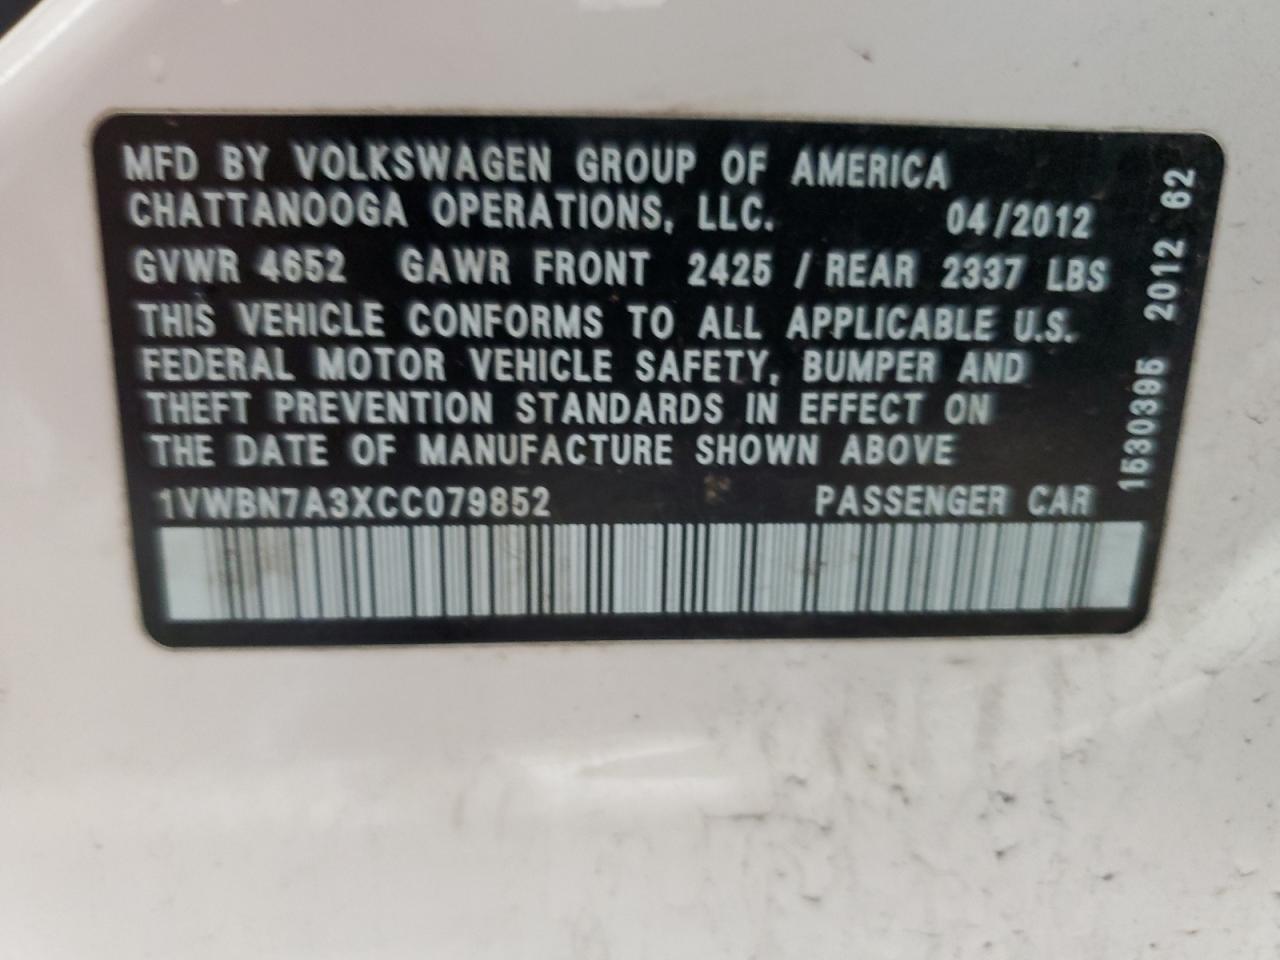 MFD BY VOLKSWAGEN GROUP OF AMERICA
CHATTANOOGA OPERATIONS, LLC. 04/2012
GVWR 4652 GAWR FRONT 2425 / REAR 2337 LBS
THIS VEHICLE CONFORMS TO ALL APPLICABLE U.S.
FEDERAL MOTOR VEHICLE SAFETY, BUMPER AND
THEFT PREVENTION STANDARDS IN EFFECT ON
THE DATE OF MANUFACTURE SHOWN ABOVE
1VWBN7A3XCC079852 PASSENGER CAR
1530395 2012 62